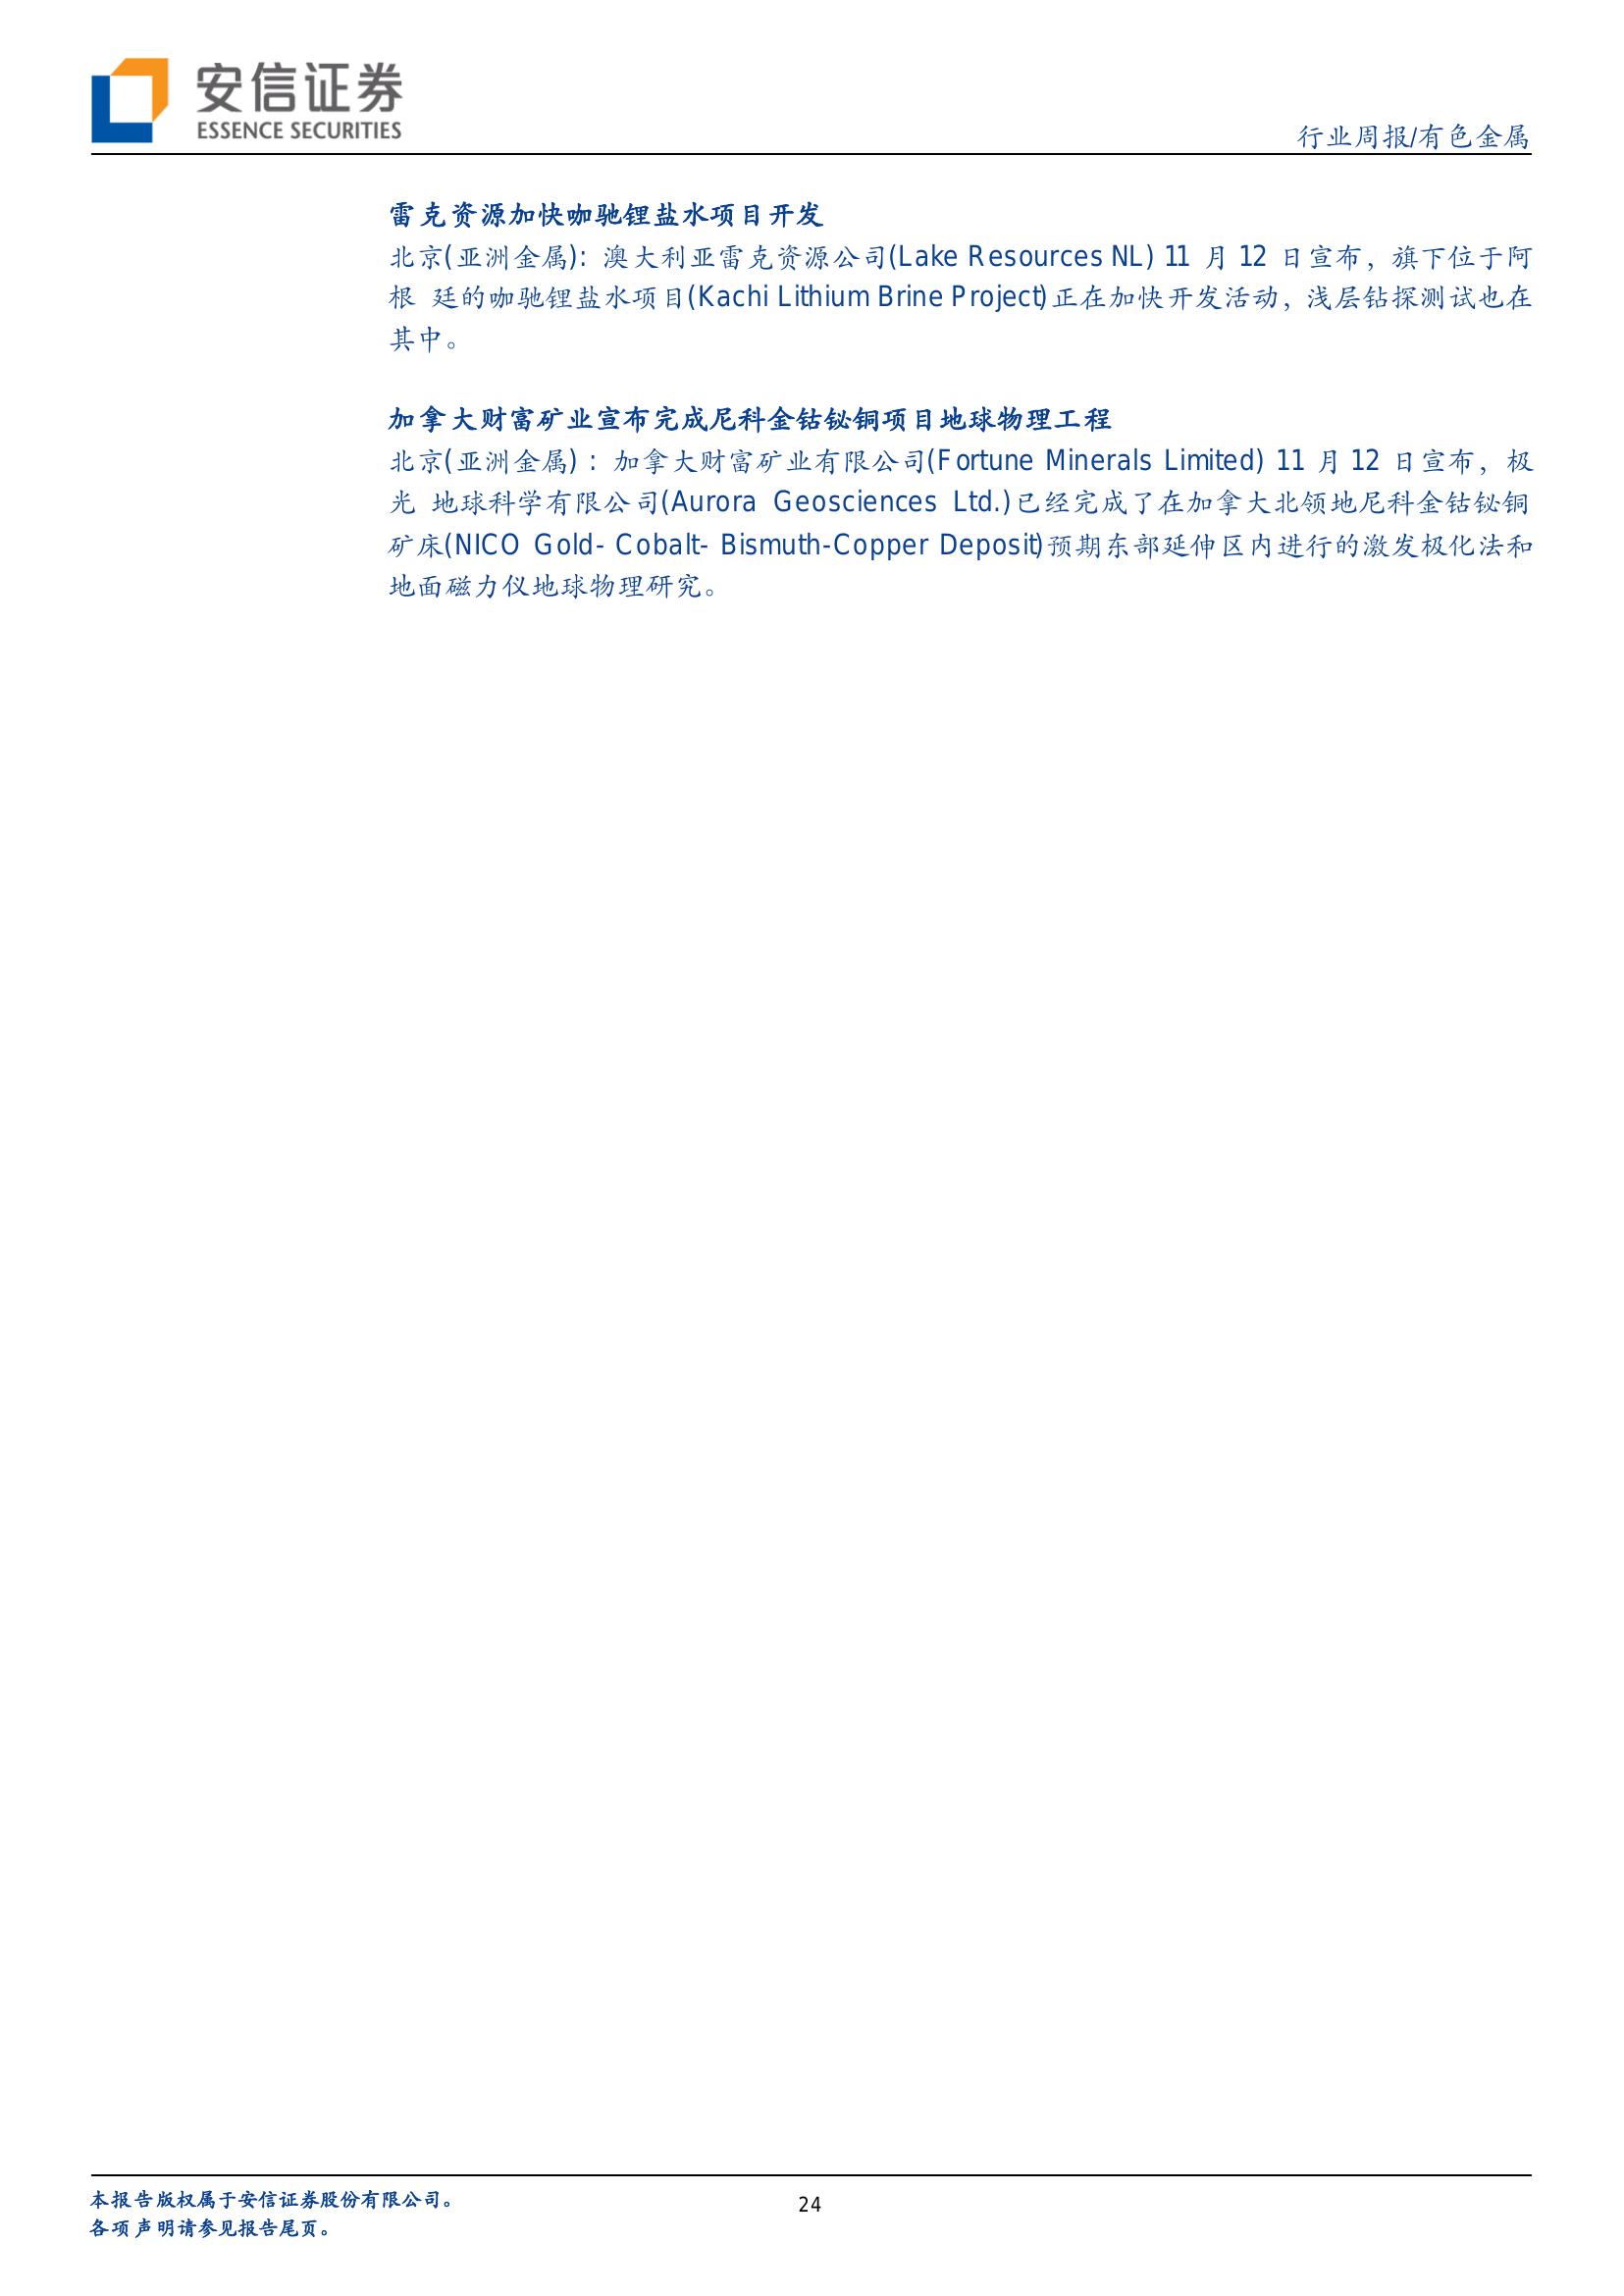 安信证券
ESSENCE SECURITIES
行业周报/有色金属
雷克资源加快咖驰锂盐水项目开发
北京(亚洲金属): 澳大利亚雷克资源公司(Lake Resources NL) 11 月 12 日宣布，旗下位于阿
根 廷的咖驰锂盐水项目(Kachi Lithium Brine Project)正在加快开发活动，浅层钻探测试也在
其中。
加拿大财富矿业宣布完成尼科金钴铋铜项目地球物理工程
北京(亚洲金属) : 加拿大财富矿业有限公司(Fortune Minerals Limited) 11 月 12 日宣布，极
光 地球科学有限公司(Aurora Geosciences Ltd.)已经完成了在加拿大北领地尼科金钴铋铜
矿床(NICO Gold- Cobalt- Bismuth-Copper Deposit)预期东部延伸区内进行的激发极化法和
地面磁力仪地球物理研究。
本报告版权属于安信证券股份有限公司。
各项声明请参见报告尾页。
24